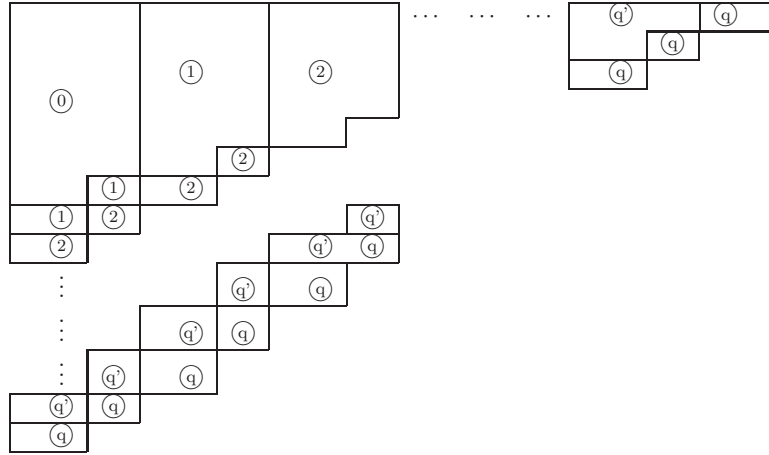 ... ... ... q' q
q
1 2 q
0
2
1 2
1 2 q'
2 q' q
⋮ q' q
⋮ q' q
⋮ q' q
q' q
q